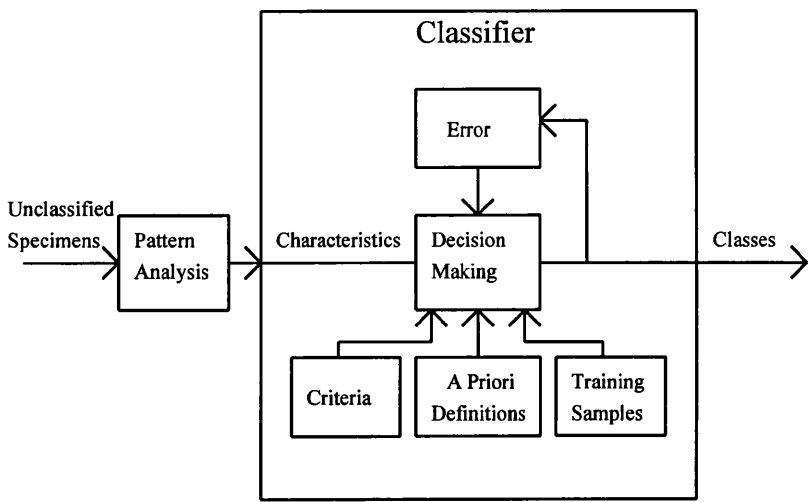 Classifier
Error
Unclassified
Specimens
Pattern
Analysis
Characteristics
Decision
Making
Classes
Criteria
A Priori
Definitions
Training
Samples